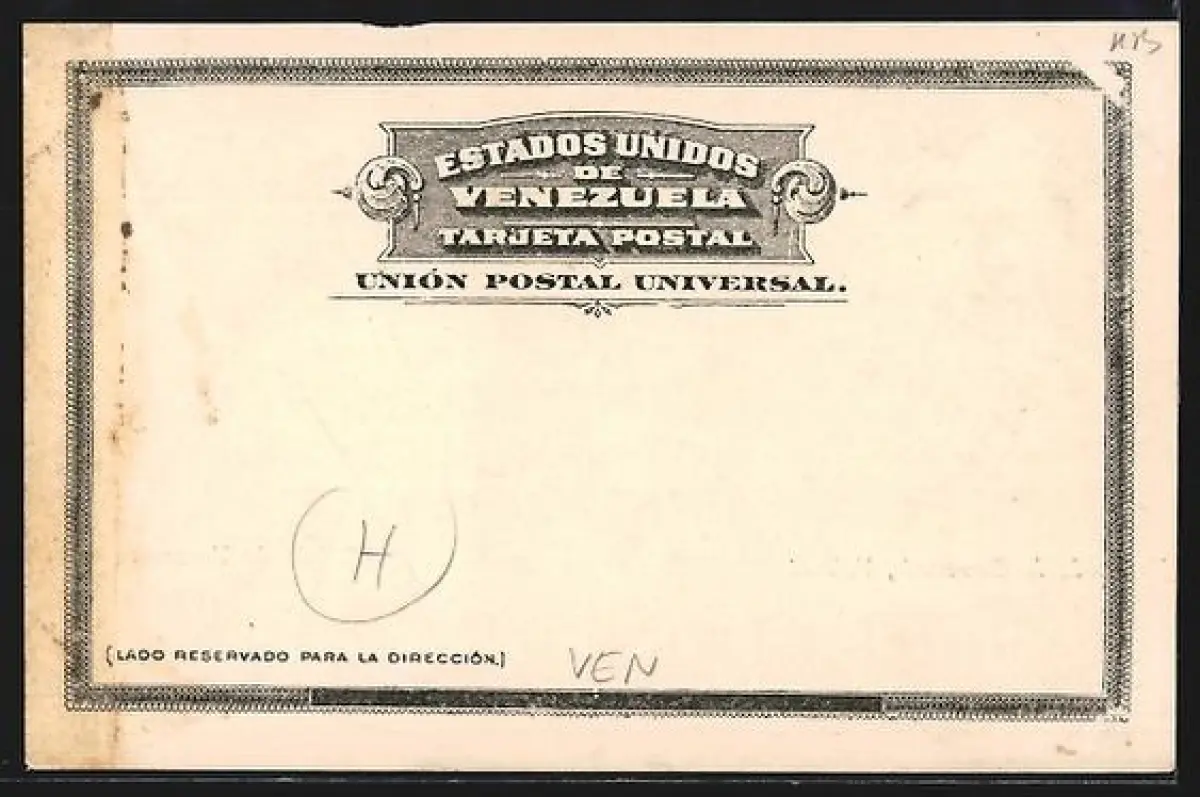 ESTADOS UNIDOS
DE
VENEZUELA
TARJETA POSTAL
UNIÓN POSTAL UNIVERSAL.
H
(LADO RESERVADO PARA LA DIRECCIÓN.)
VEN